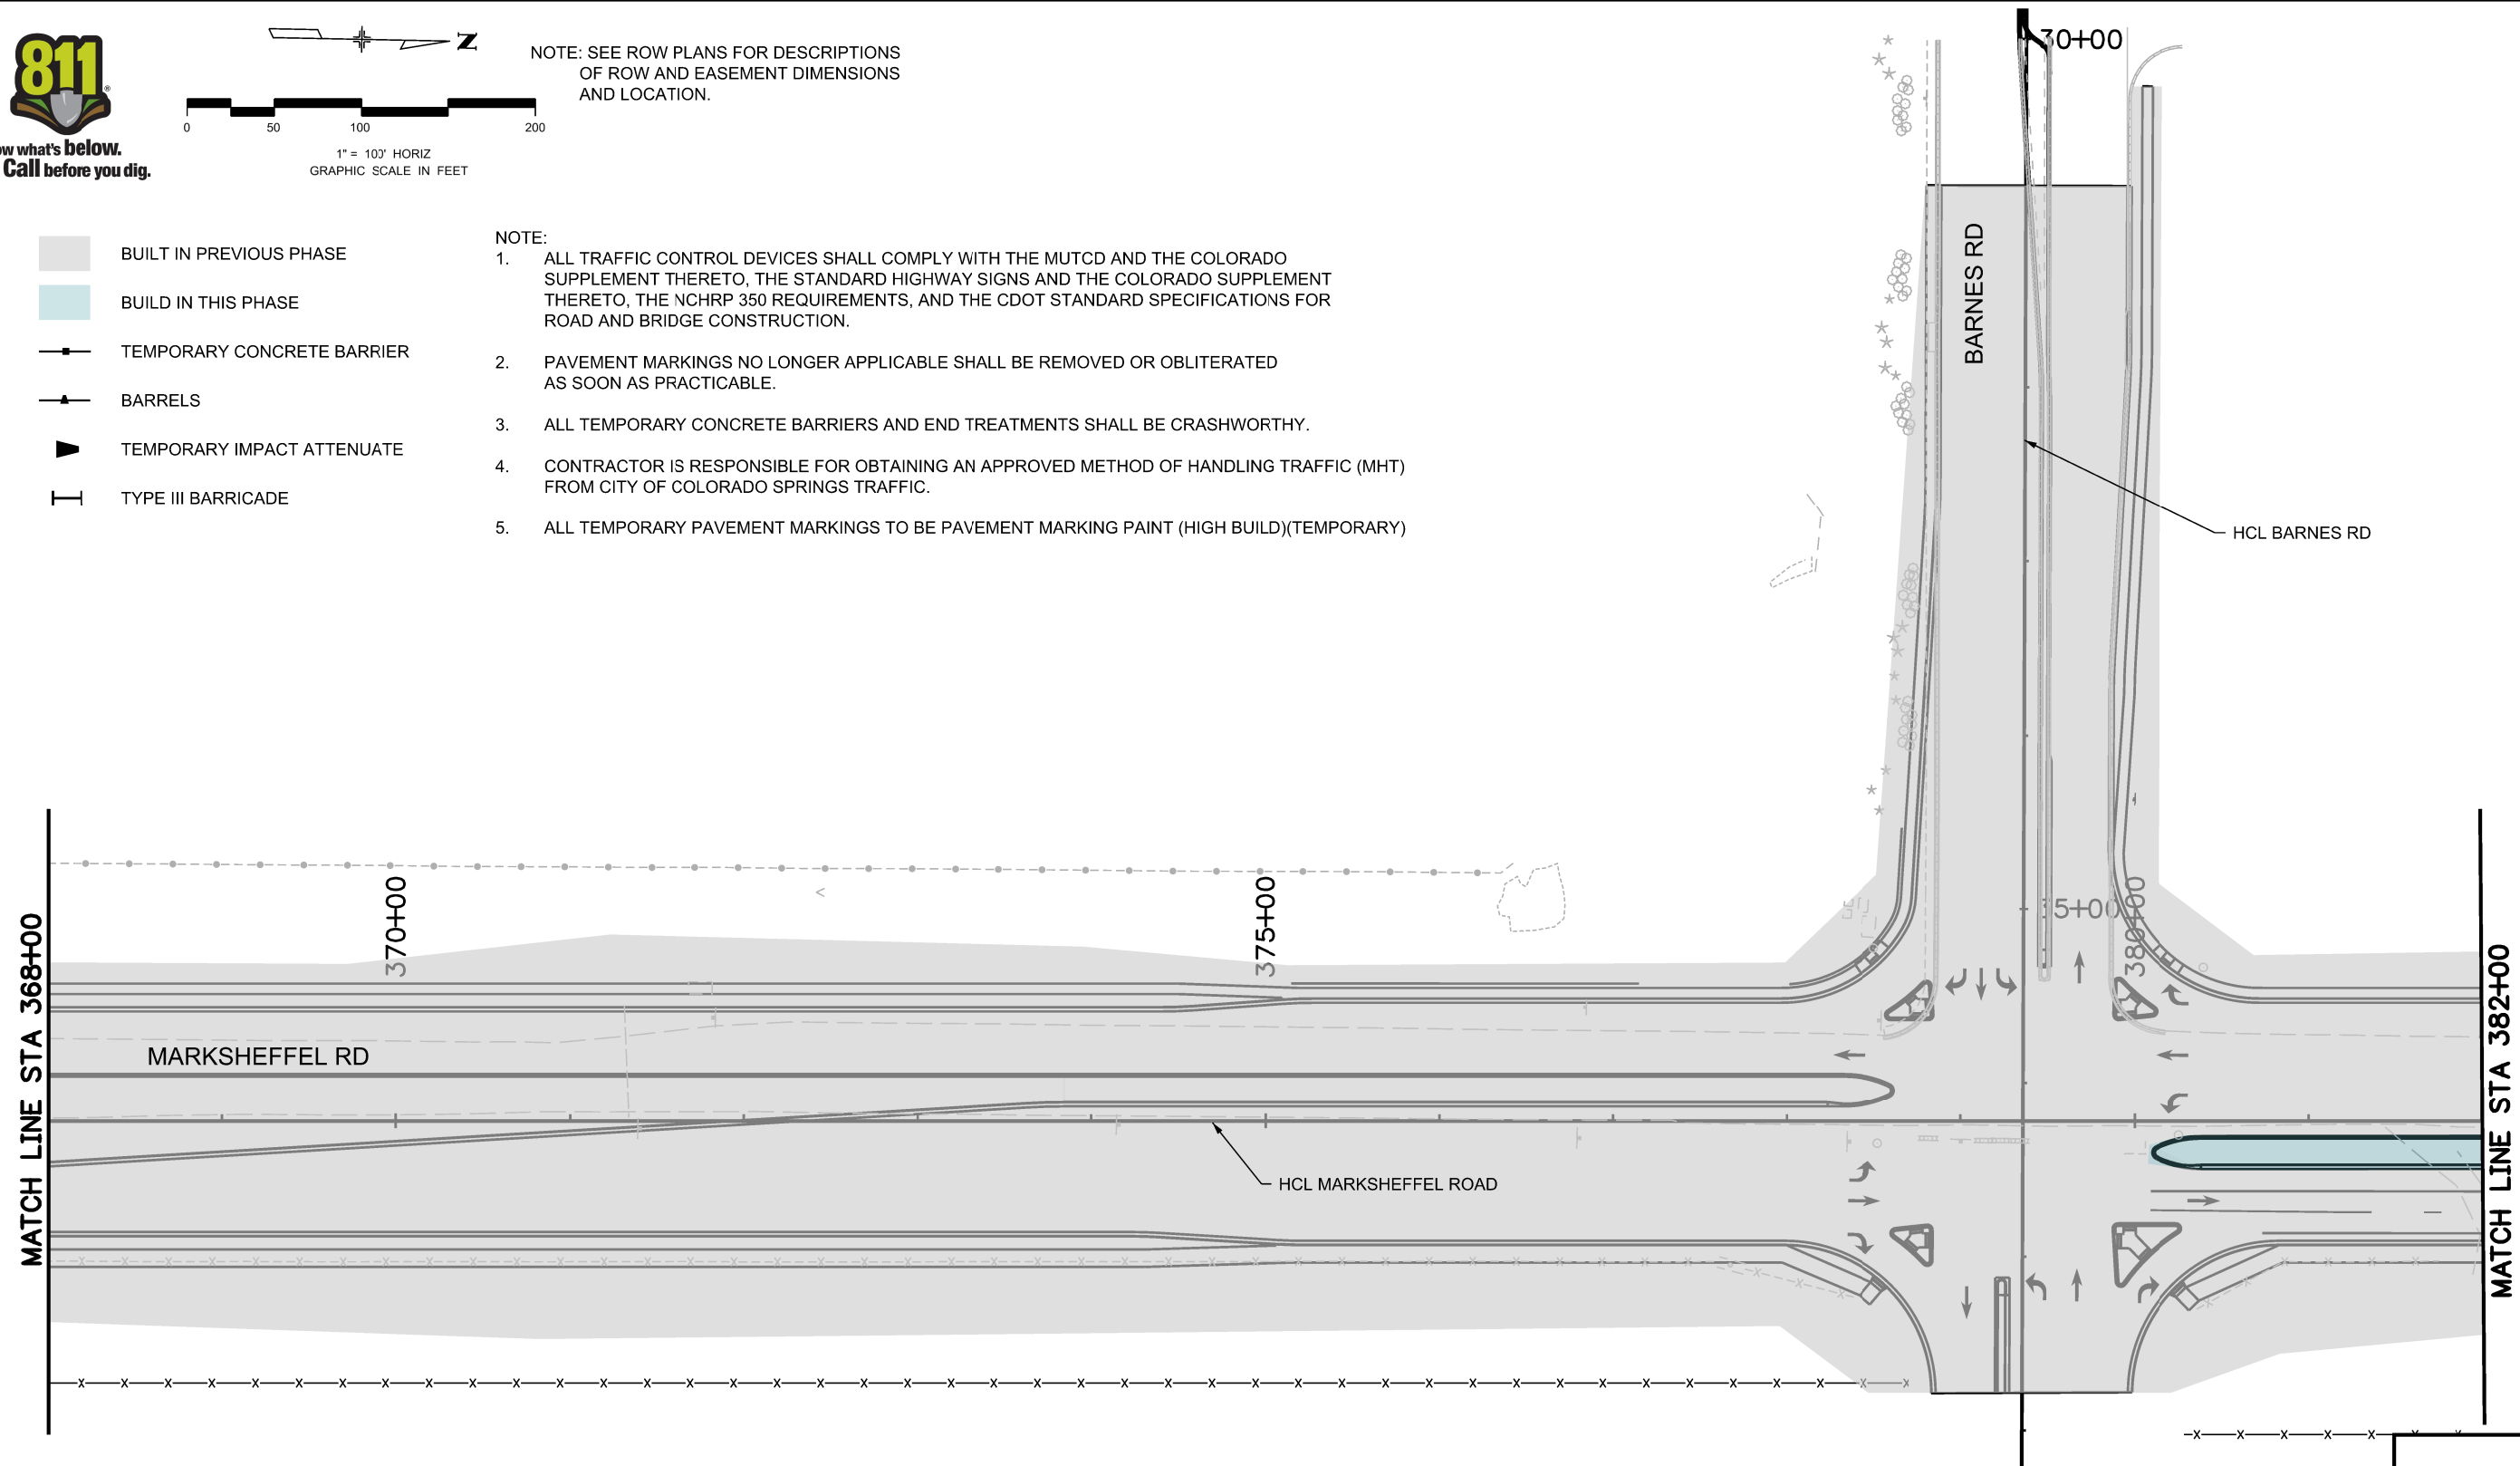 811
®
ow what's below.
Call before you dig.
N
0 50 100 200
1" = 100' HORIZ
GRAPHIC SCALE IN FEET
NOTE: SEE ROW PLANS FOR DESCRIPTIONS
OF ROW AND EASEMENT DIMENSIONS
AND LOCATION.
BUILT IN PREVIOUS PHASE
BUILD IN THIS PHASE
TEMPORARY CONCRETE BARRIER
BARRELS
TEMPORARY IMPACT ATTENUATE
TYPE III BARRICADE
NOTE:
1. ALL TRAFFIC CONTROL DEVICES SHALL COMPLY WITH THE MUTCD AND THE COLORADO
SUPPLEMENT THERETO, THE STANDARD HIGHWAY SIGNS AND THE COLORADO SUPPLEMENT
THERETO, THE NCHRP 350 REQUIREMENTS, AND THE CDOT STANDARD SPECIFICATIONS FOR
ROAD AND BRIDGE CONSTRUCTION.
2. PAVEMENT MARKINGS NO LONGER APPLICABLE SHALL BE REMOVED OR OBLITERATED
AS SOON AS PRACTICABLE.
3. ALL TEMPORARY CONCRETE BARRIERS AND END TREATMENTS SHALL BE CRASHWORTHY.
4. CONTRACTOR IS RESPONSIBLE FOR OBTAINING AN APPROVED METHOD OF HANDLING TRAFFIC (MHT)
FROM CITY OF COLORADO SPRINGS TRAFFIC.
5. ALL TEMPORARY PAVEMENT MARKINGS TO BE PAVEMENT MARKING PAINT (HIGH BUILD)(TEMPORARY)
30+00
BARNES RD
HCL BARNES RD
35+00
370+00
375+00
380+00
MATCH LINE STA 368+00
MARKSHEFFEL RD
HCL MARKSHEFFEL ROAD
MATCH LINE STA 382+00